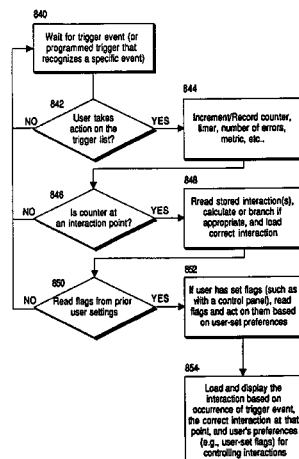 840
Wait for trigger event (or
programmed trigger that
recognizes a specific event)
842
User takes
action on the
trigger list?
NO
YES
844
Increment/Record counter,
timer, number of errors,
metric, etc..
846
Is counter at
an interaction point?
NO
YES
848
Rread stored interaction(s),
calculate or branch if
appropriate, and load
correct interaction
850
Read flags from prior
user settings
NO
YES
852
If user has set flags (such as
with a control panel), read
flags and act on them based
on user-set preferences
854
Load and display the
interaction based on
occurrence of trigger event,
the correct interaction at that
point, and user's preferences
(e.g., user-set flags) for
controlling interactions